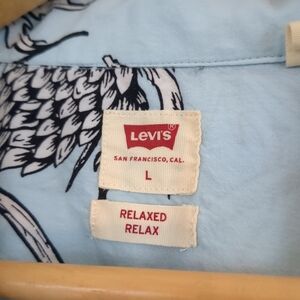 LEVI'S®
SAN FRANCISCO, CAL.
L
RELAXED
RELAX